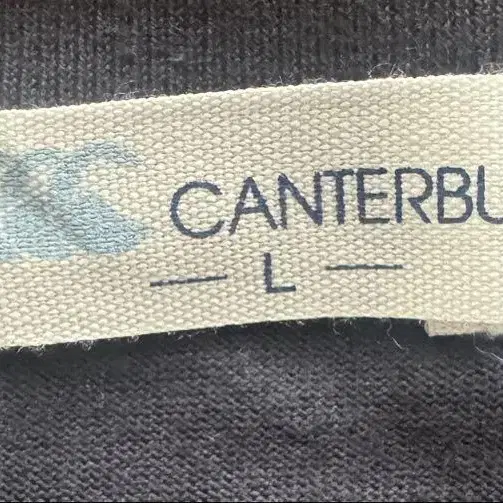 CANTERBU
— L —